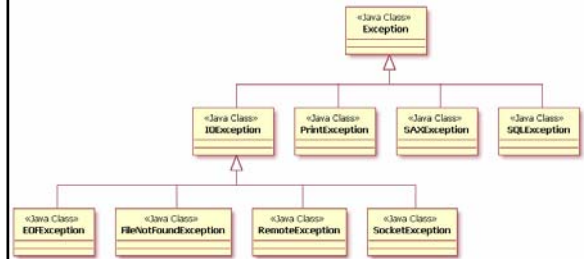 «Java Class»
Exception
«Java Class»
IOException
«Java Class»
PrintException
«Java Class»
SAXException
«Java Class»
SQLException
«Java Class»
EOFException
«Java Class»
FileNotFoundException
«Java Class»
RemoteException
«Java Class»
SocketException